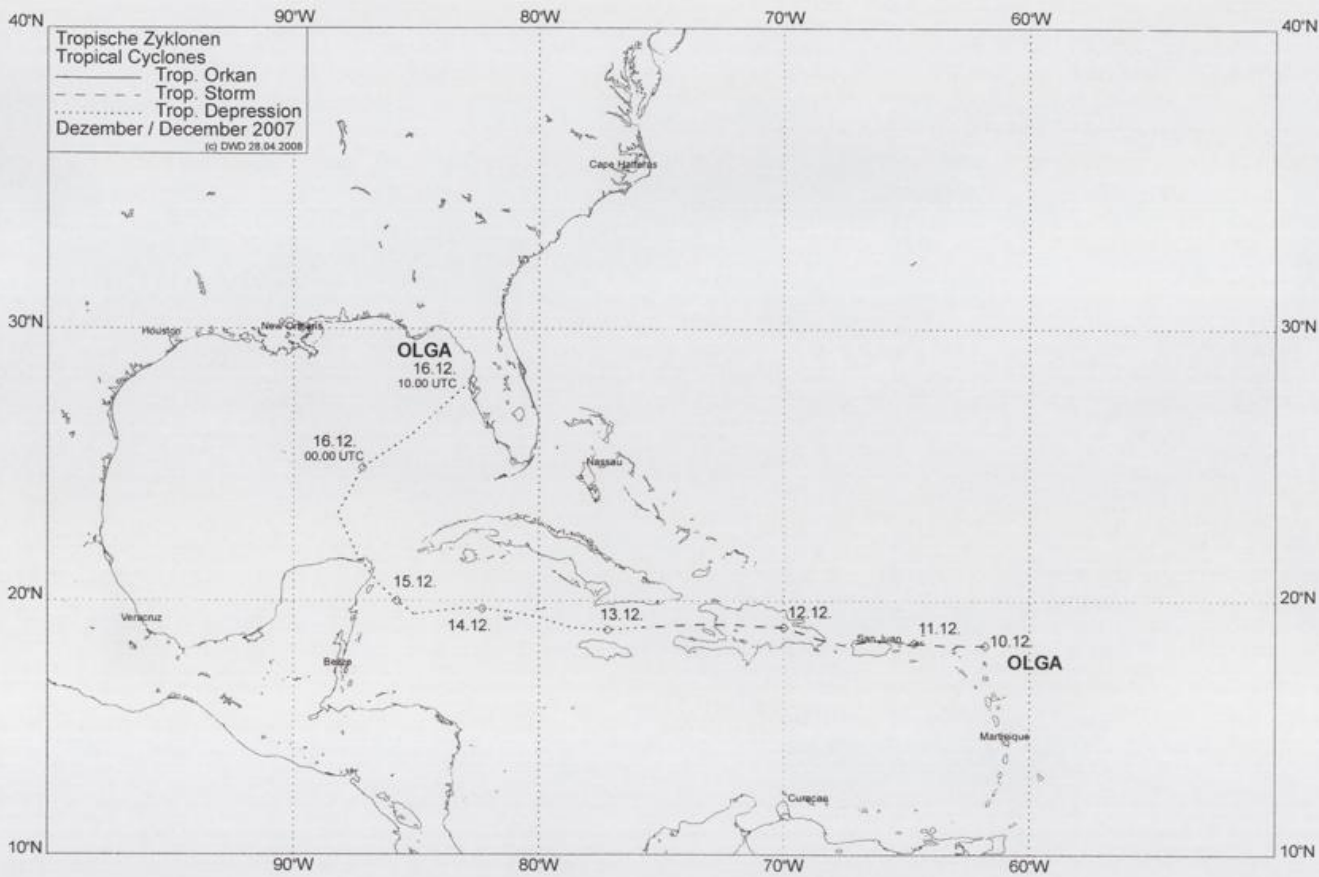 90°W 80°W 70°W 60°W
40°N 40°N
Tropische Zyklonen
Tropical Cyclones
Trop. Orkan
Trop. Storm
Trop. Depression
Dezember / December 2007
(c) DWD 28.04.2008
Cape Hatteras
30°N 30°N
Houston
New Orleans
OLGA
16.12.
10.00 UTC
16.12.
00.00 UTC
Nassau
20°N 20°N
15.12.
14.12.
13.12.
12.12.
11.12.
10.12.
OLGA
Veracruz
San Juan
Belize
Martinique
Curaçao
10°N 10°N
90°W 80°W 70°W 60°W